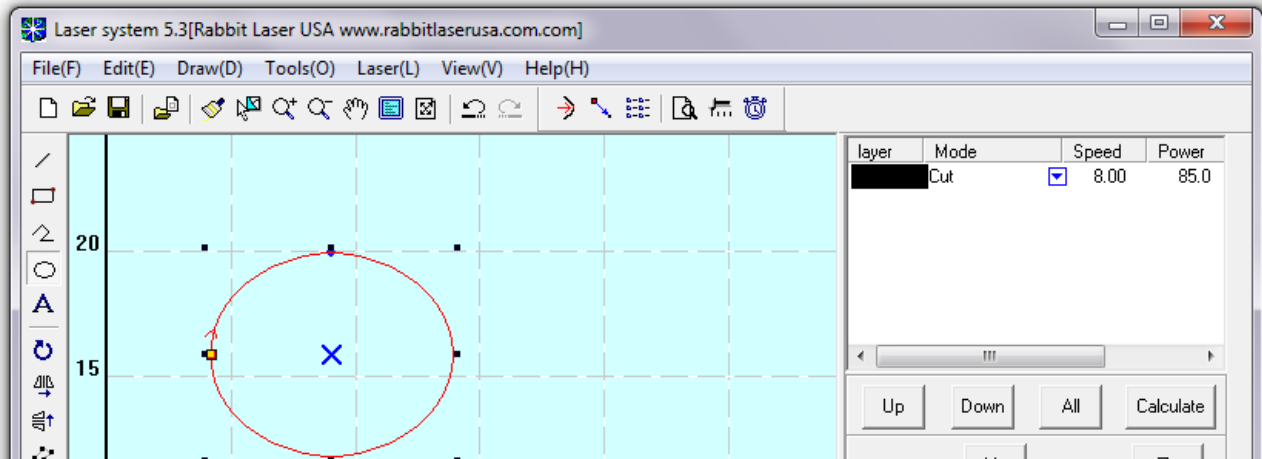 Laser system 5.3[Rabbit Laser USA www.rabbitlaserusa.com.com]
File(F) Edit(E) Draw(D) Tools(O) Laser(L) View(V) Help(H)
layer Mode Speed Power
Cut 8.00 85.0
20
15
Up Down All Calculate